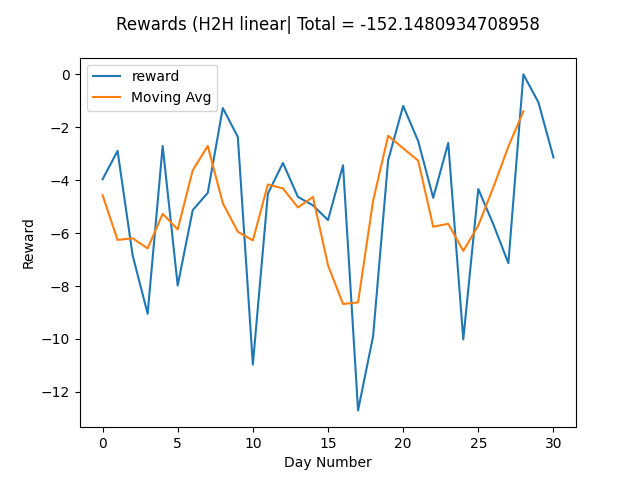 Rewards (H2H linear| Total = -152.1480934708958
reward
Moving Avg
0
−2
−4
−6
−8
−10
−12
Reward
0 5 10 15 20 25 30
Day Number